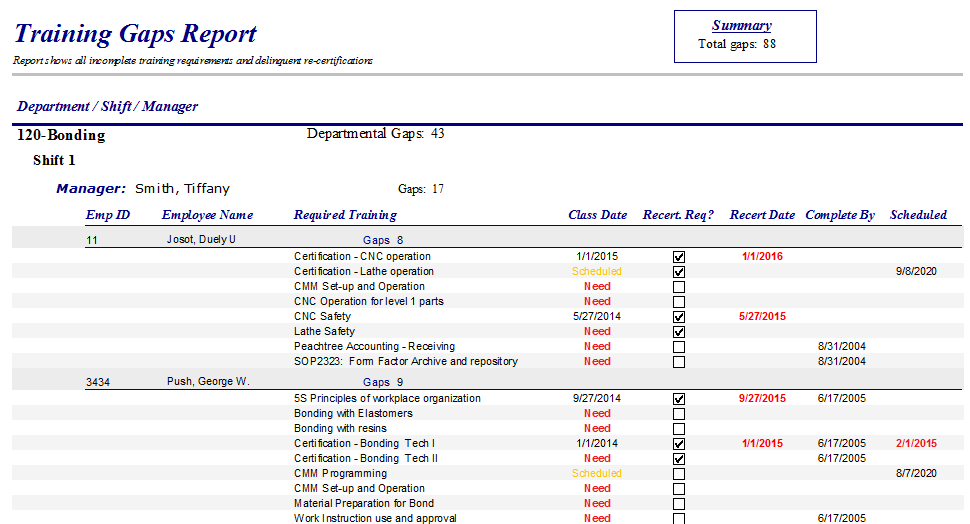 Training Gaps Report
Summary
Total gaps: 88
Report shows all incomplete training requirements and delinquent re-certifications
Department / Shift / Manager
120-Bonding Departmental Gaps: 43
Shift 1
Manager: Smith, Tiffany Gaps: 17
Emp ID Employee Name Required Training Class Date Recert. Req? Recert Date Complete By Scheduled
11 Josot, Duely U Gaps 8
Certification - CNC operation 1/1/2015 1/1/2016
Certification - Lathe operation Scheduled 9/8/2020
CMM Set-up and Operation Need
CNC Operation for level 1 parts Need
CNC Safety 5/27/2014 5/27/2015
Lathe Safety Need
Peachtree Accounting - Receiving Need 8/31/2004
SOP2323: Form Factor Archive and repository Need 8/31/2004
3434 Push, George W. Gaps 9
5S Principles of workplace organization 9/27/2014 9/27/2015 6/17/2005
Bonding with Elastomers Need
Bonding with resins Need
Certification - Bonding Tech I 1/1/2014 1/1/2015 6/17/2005 2/1/2015
Certification - Bonding Tech II Need 6/17/2005
CMM Programming Scheduled 8/7/2020
CMM Set-up and Operation Need
Material Preparation for Bond Need
Work Instruction use and approval Need 6/17/2005